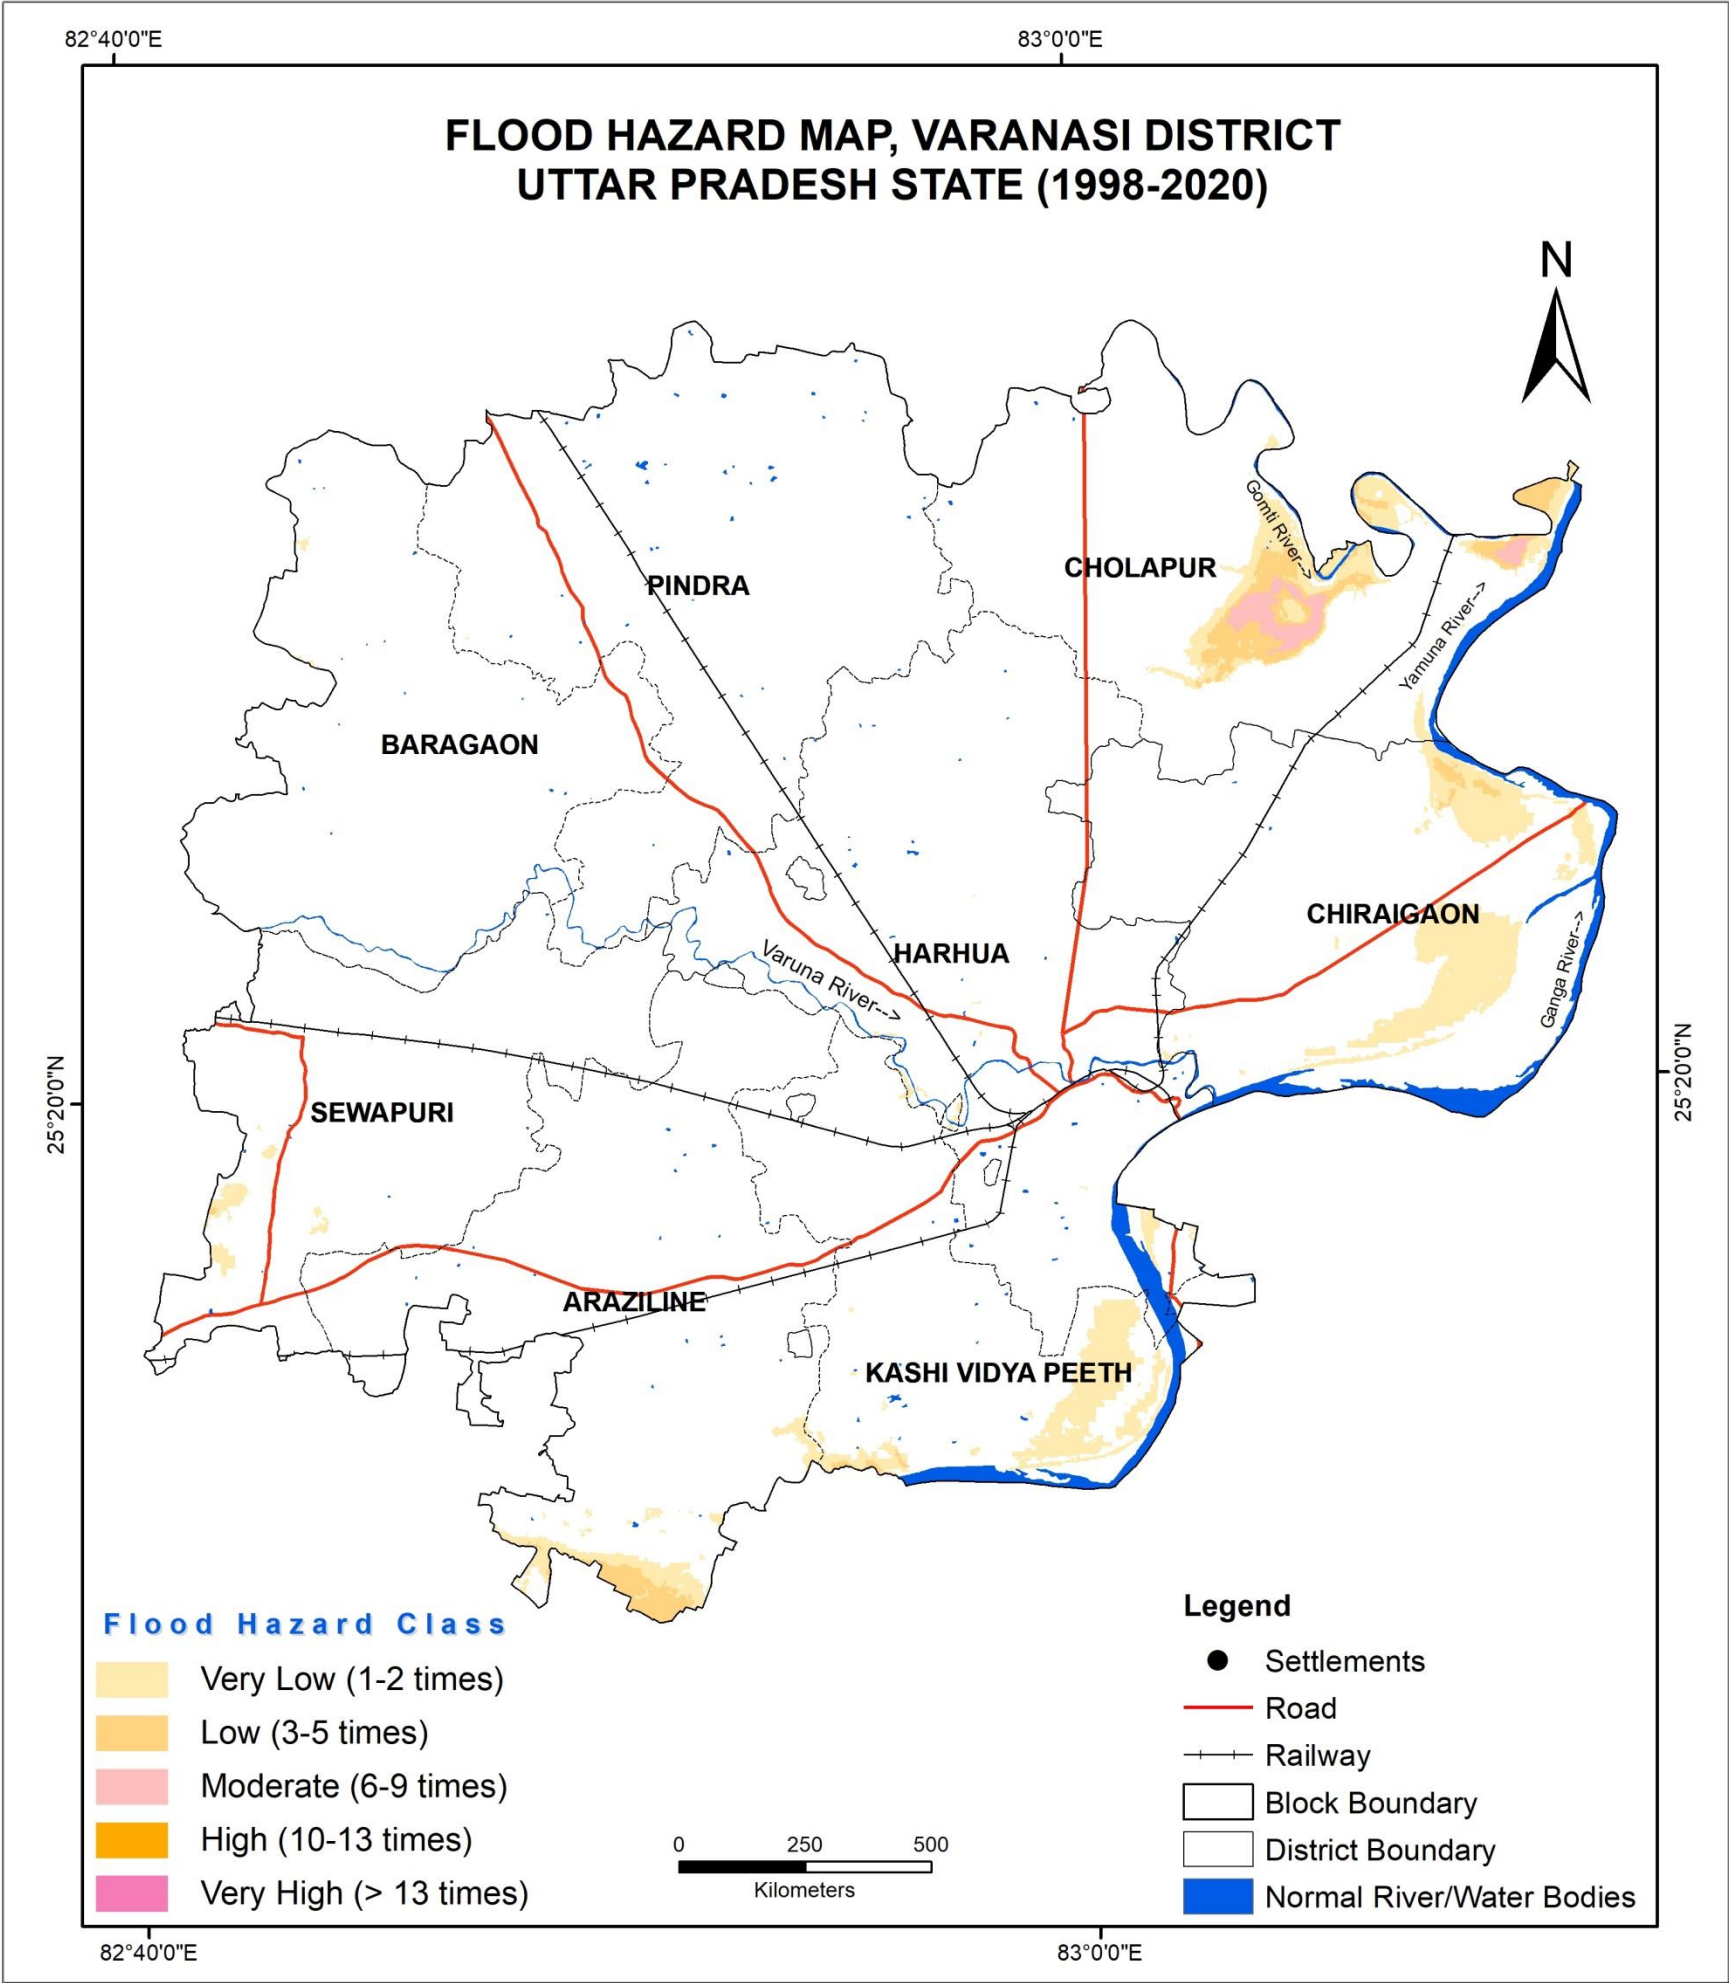 82°40'0"E
83°0'0"E
FLOOD HAZARD MAP, VARANASI DISTRICT
UTTAR PRADESH STATE (1998-2020)
N
Gomti River-->
CHOLAPUR
PINDRA
Yamuna River-->
BARAGAON
CHIRAIGAON
HARHUA
Varuna River-->
Ganga River-->
25°20'0"N
25°20'0"N
SEWAPURI
ARAZILINE
KASHI VIDYA PEETH
Flood Hazard Class
Very Low (1-2 times)
Low (3-5 times)
Moderate (6-9 times)
High (10-13 times)
Very High (> 13 times)
0 250 500
Kilometers
Legend
Settlements
Road
Railway
Block Boundary
District Boundary
Normal River/Water Bodies
82°40'0"E
83°0'0"E